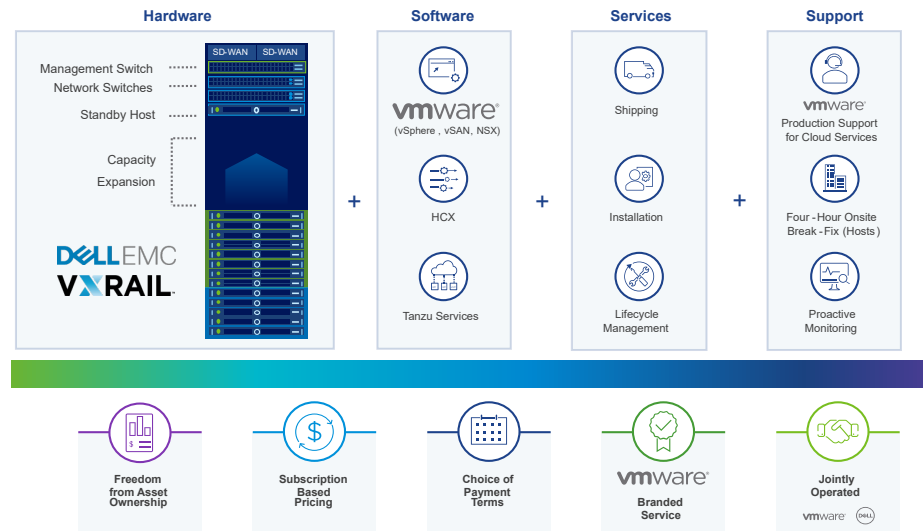 Hardware
SD-WAN SD-WAN
Management Switch
Network Switches
Standby Host
Capacity
Expansion
DELLEMC
VXRAIL
+
Software
vmware®
(vSphere , vSAN, NSX)
HCX
Tanzu Services
+
Services
Shipping
Installation
Lifecycle
Management
+
Support
vmware®
Production Support
for Cloud Services
Four -Hour Onsite
Break -Fix (Hosts)
Proactive
Monitoring
$
Freedom
from Asset
Ownership
$
Subscription
Based
Pricing
Choice of
Payment
Terms
vmware®
Branded
Service
Jointly
Operated
vmware DELL